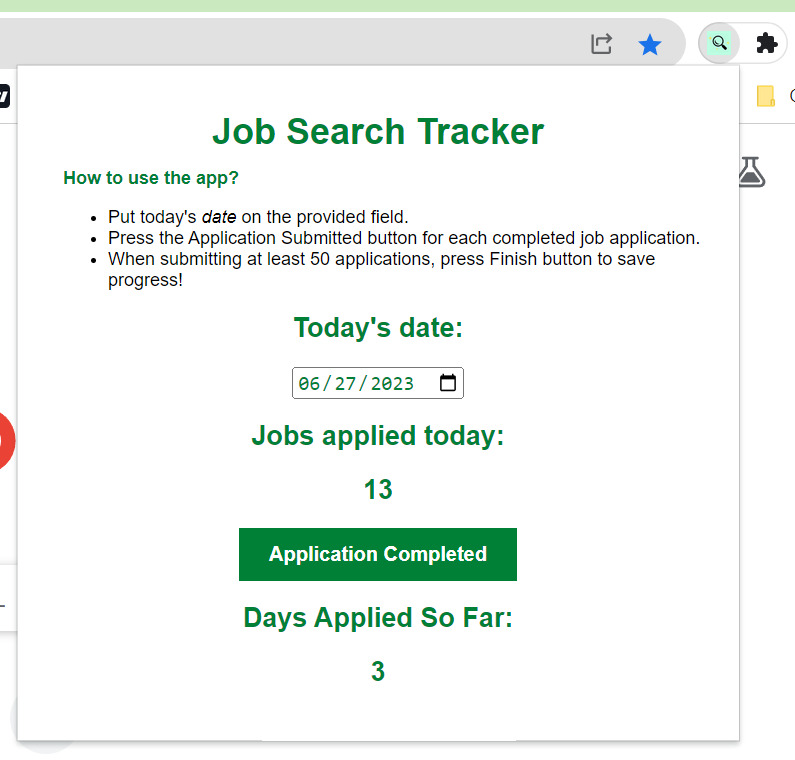 Job Search Tracker
How to use the app?
Put today's date on the provided field.
Press the Application Submitted button for each completed job application.
When submitting at least 50 applications, press Finish button to save
progress!
Today's date:
06/27/2023
Jobs applied today:
13
Application Completed
Days Applied So Far:
3